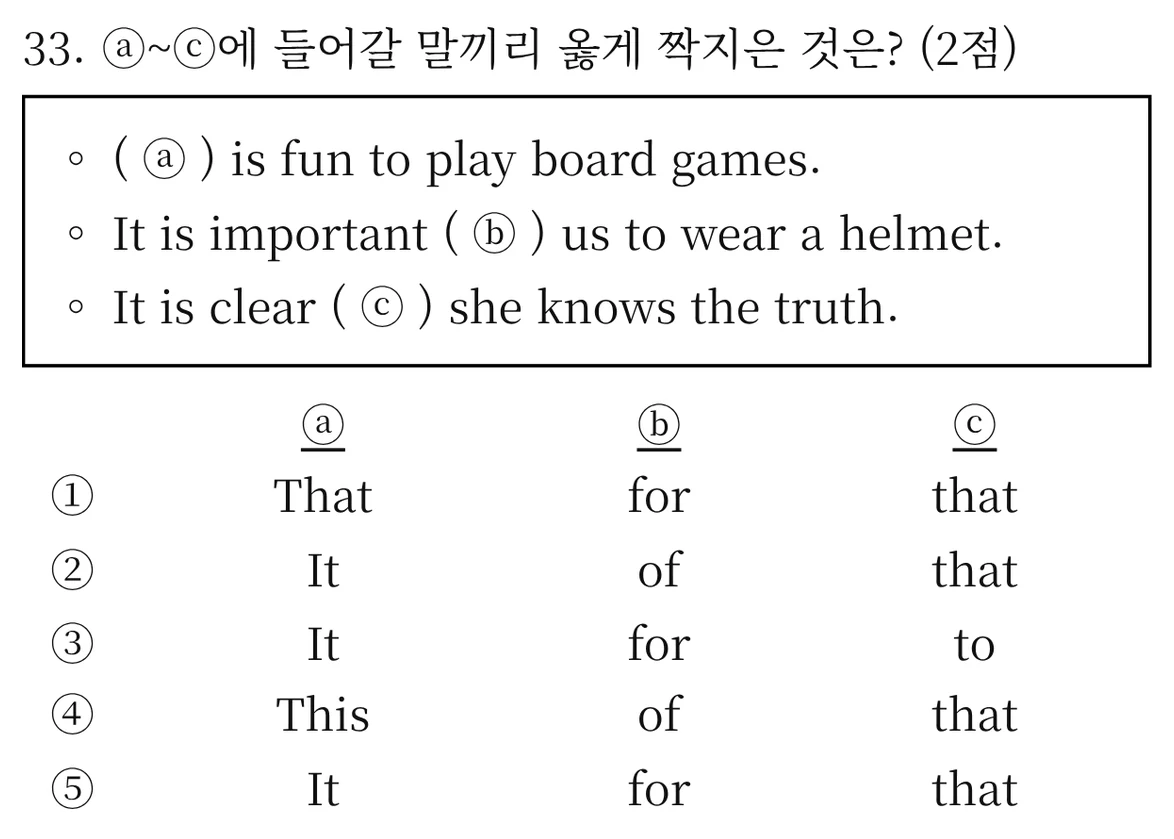 33. ⓐ~ⓒ에 들어갈 말끼리 옳게 짝지은 것은? (2점)
◦ ( ⓐ ) is fun to play board games.
◦ It is important ( ⓑ ) us to wear a helmet.
◦ It is clear ( ⓒ ) she knows the truth.
ⓐ ⓑ ⓒ
① That for that
② It of that
③ It for to
④ This of that
⑤ It for that